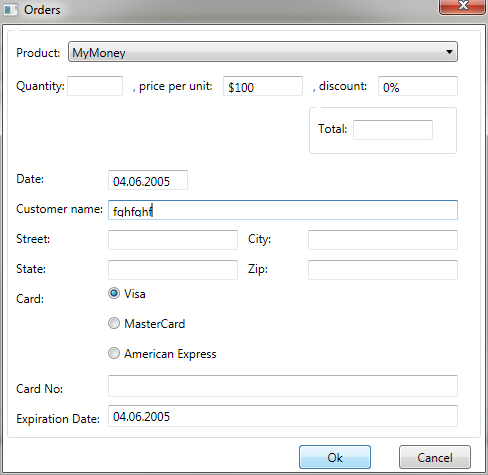 Orders
Product: MyMoney
Quantity: , price per unit: $100 , discount: 0%
Total:
Date: 04.06.2005
Customer name: fghfghf
Street: City:
State: Zip:
Card: Visa
MasterCard
American Express
Card No:
Expiration Date: 04.06.2005
Ok Cancel